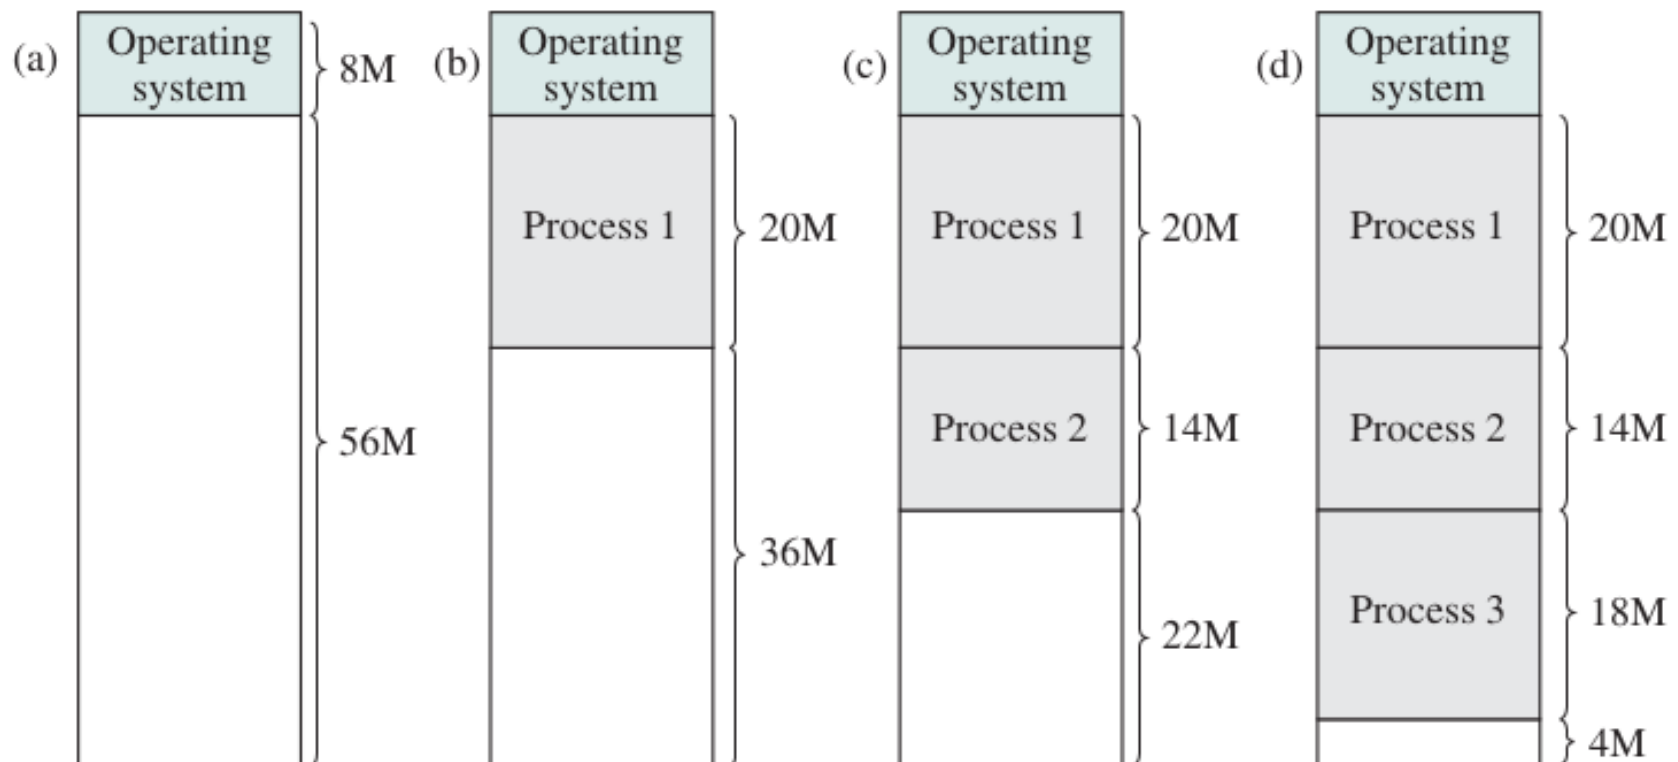 (a)
Operating
system
8M
56M
(b)
Operating
system
Process 1
20M
36M
(c)
Operating
system
Process 1
20M
Process 2
14M
22M
(d)
Operating
system
Process 1
20M
Process 2
14M
Process 3
18M
4M